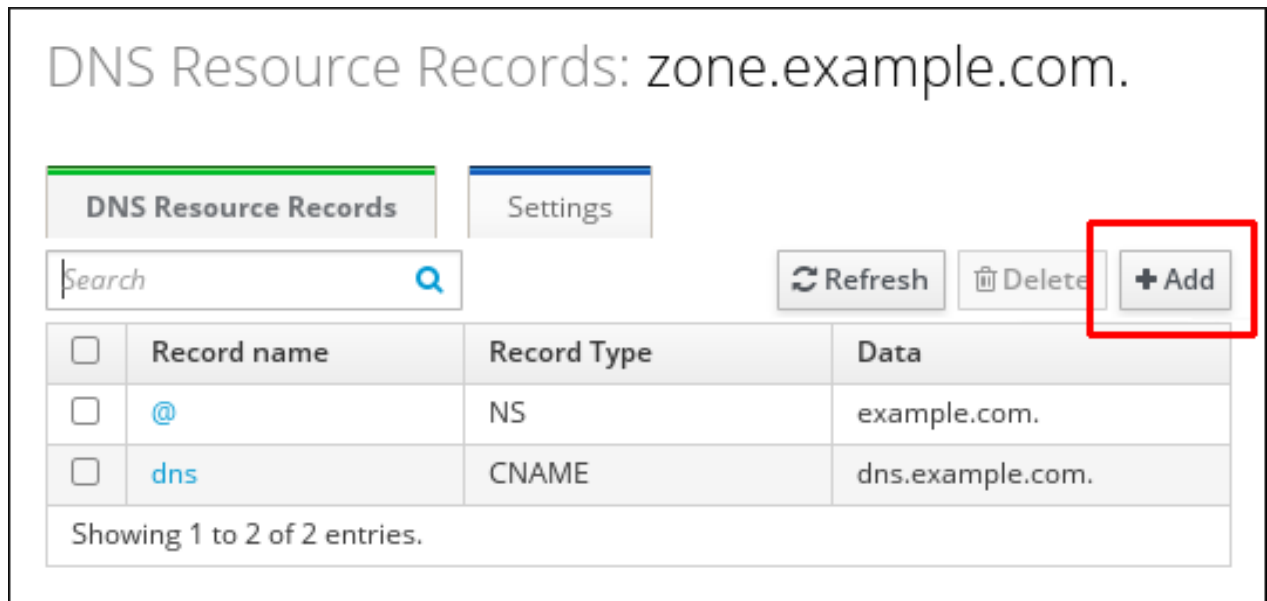 DNS Resource Records: zone.example.com.
DNS Resource Records Settings
Search Refresh Delete Add
Record name Record Type Data
@ NS example.com.
dns CNAME dns.example.com.
Showing 1 to 2 of 2 entries.